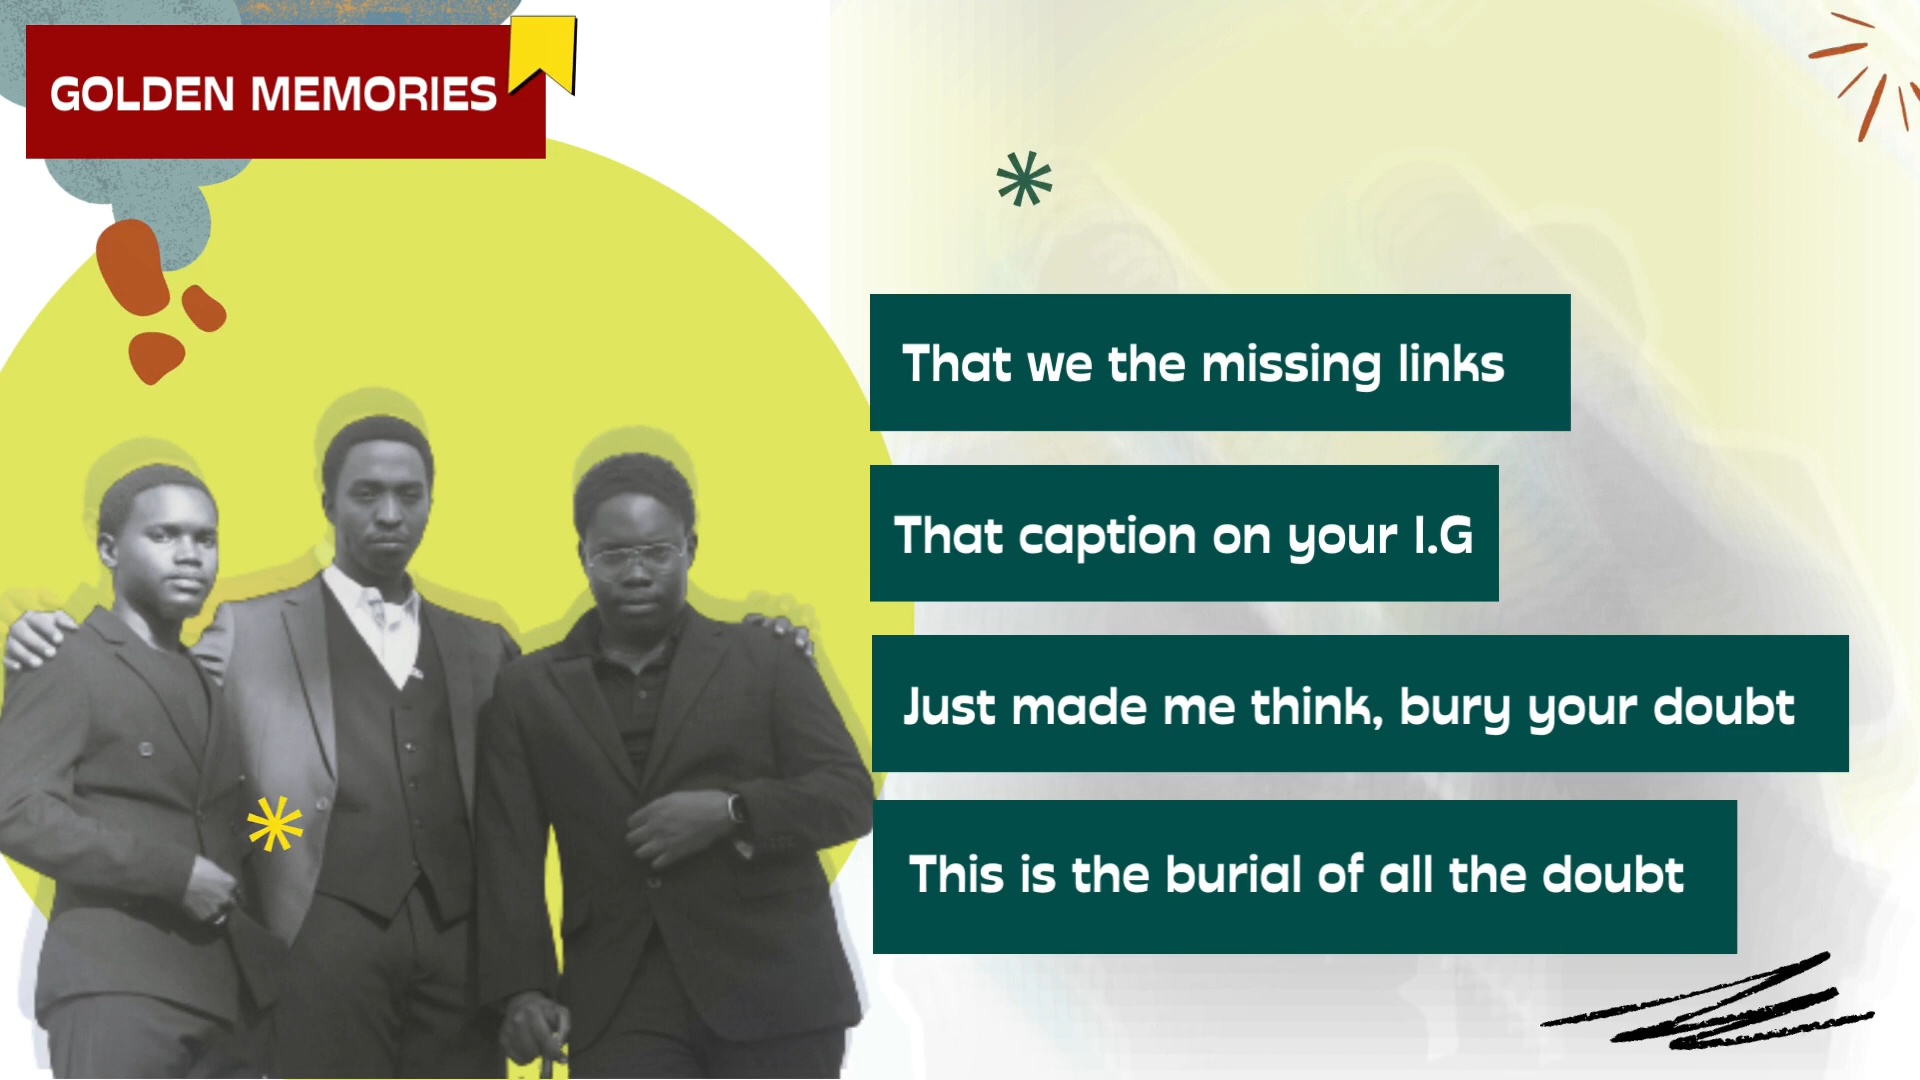 GOLDEN MEMORIES
That we the missing links
That caption on your I.G
Just made me think, bury your doubt
This is the burial of all the doubt